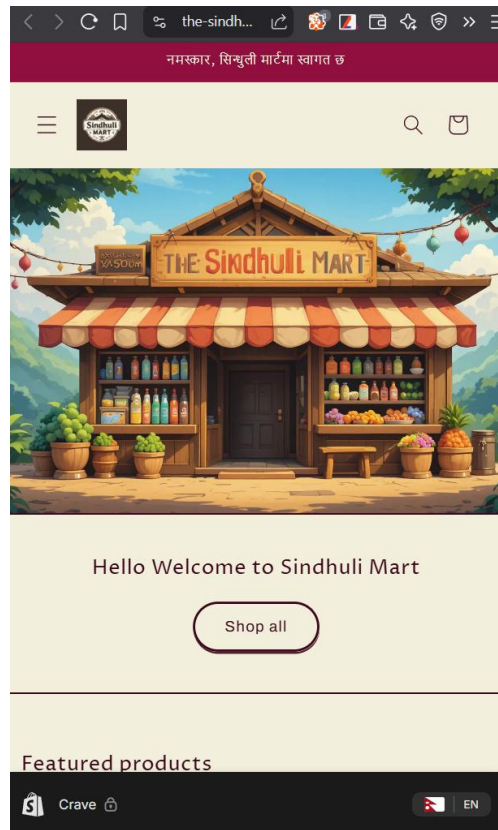 the-sindh...
नमस्कार, सिन्धुली मार्टमा स्वागत छ
Sindhuli
MART
THE Sindhuli MART
Hello Welcome to Sindhuli Mart
Shop all
Featured products
Crave
EN